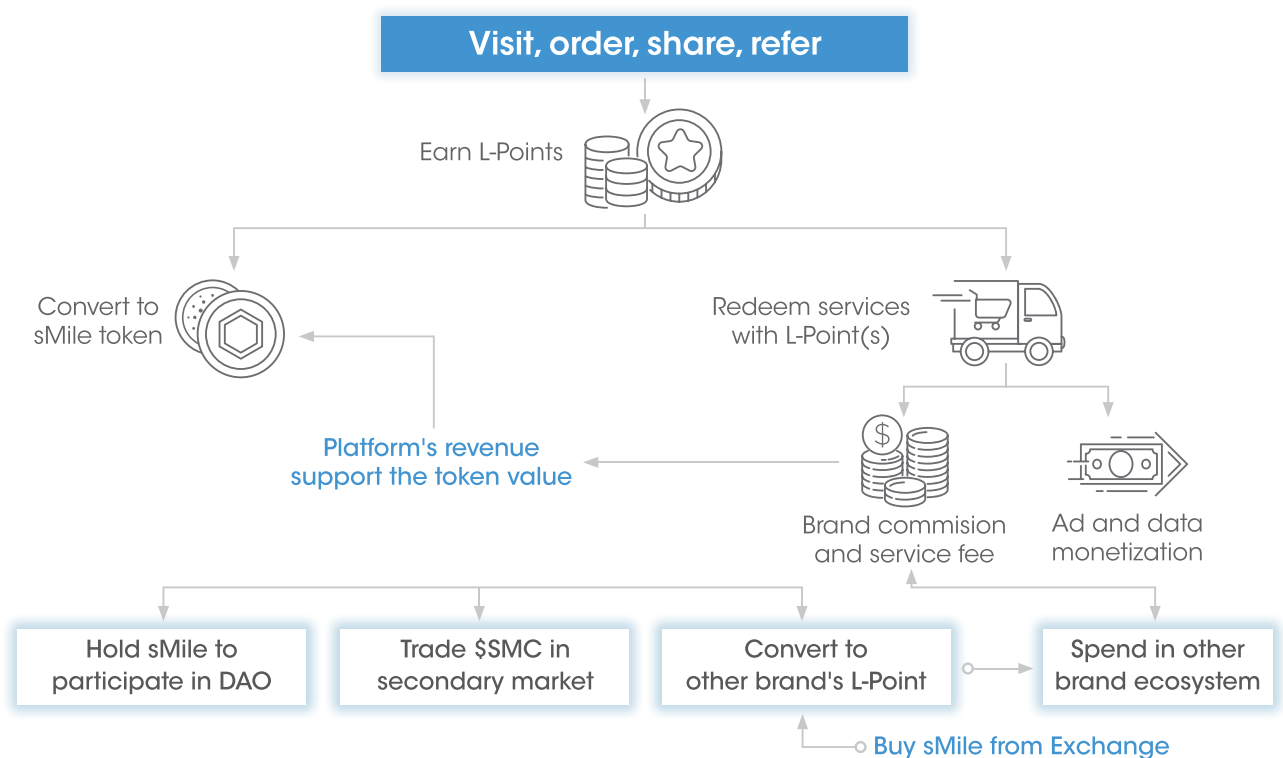 Visit, order, share, refer
Earn L-Points
Convert to
sMile token
Redeem services
with L-Point(s)
$
Platform's revenue
support the token value
Brand commision
and service fee
Ad and data
monetization
Hold sMile to
participate in DAO
Trade $SMC in
secondary market
Convert to
other brand's L-Point
Spend in other
brand ecosystem
Buy sMile from Exchange